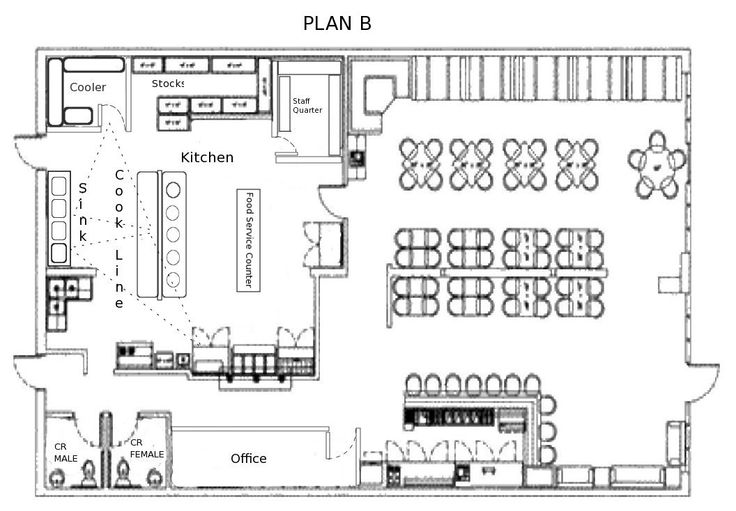 PLAN B
Cooler
Stocks
Staff
Quarter
Kitchen
Sink
Cook Line
Food Service Counter
CR
MALE
CR
FEMALE
Office